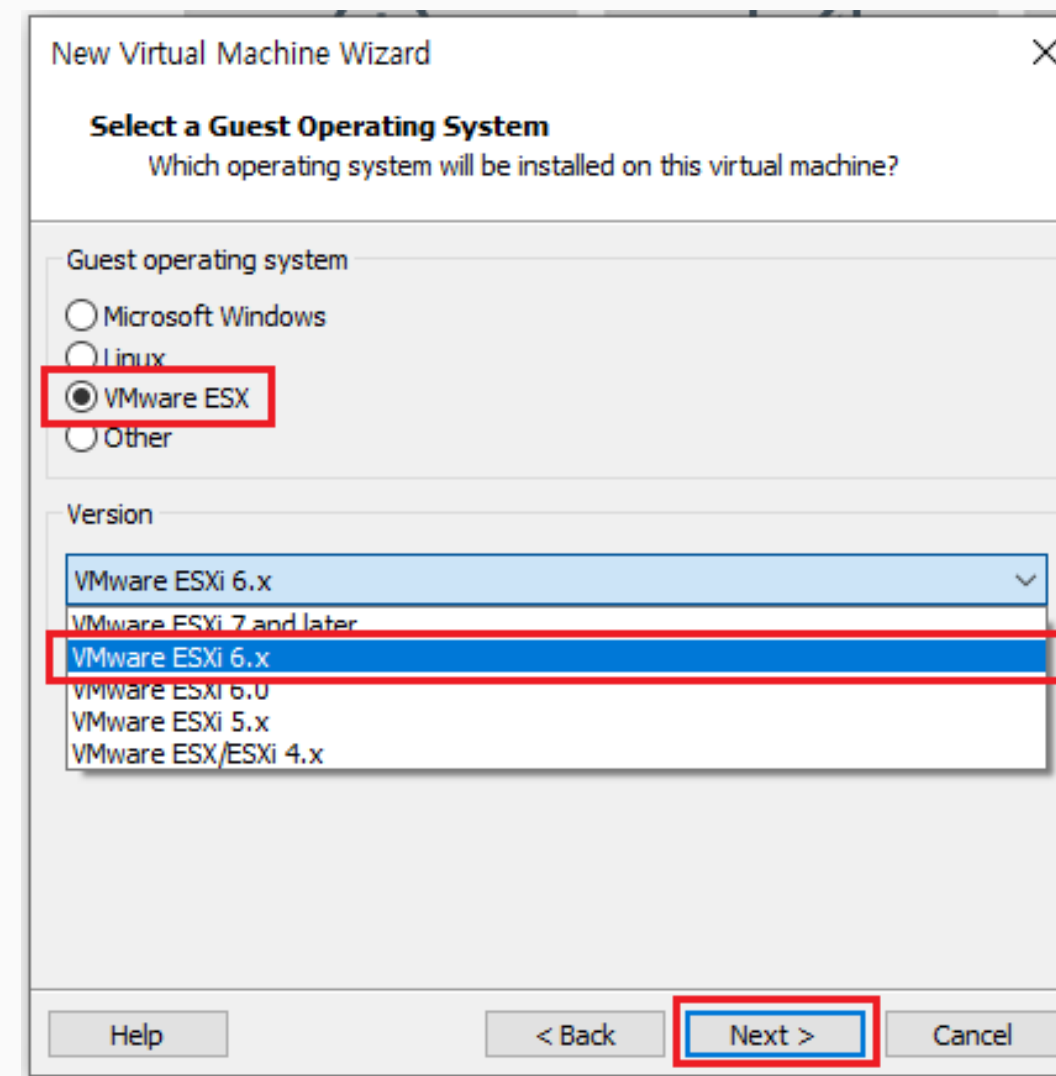 New Virtual Machine Wizard
Select a Guest Operating System
Which operating system will be installed on this virtual machine?
Guest operating system
Microsoft Windows
Linux
VMware ESX
Other
Version
VMware ESXi 6.x
VMware ESXi 7 and later
VMware ESXi 6.x
VMware ESXi 6.0
VMware ESXi 5.x
VMware ESX/ESXi 4.x
Help
< Back
Next >
Cancel